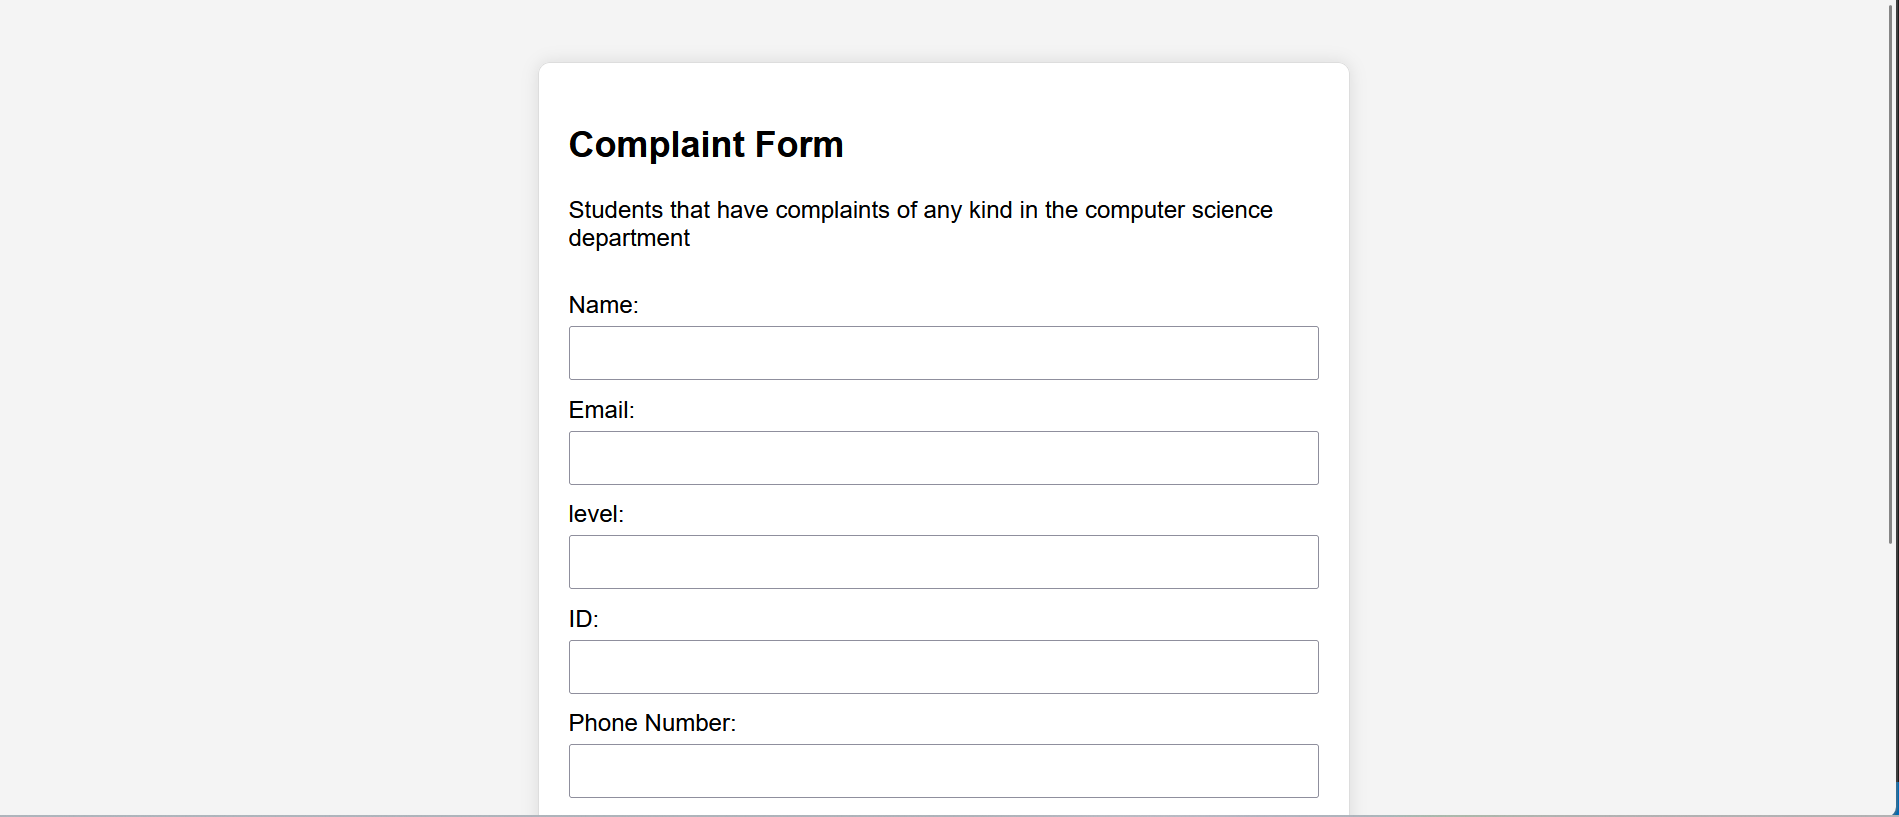 Complaint Form
Students that have complaints of any kind in the computer science
department
Name:
Email:
level:
ID:
Phone Number: